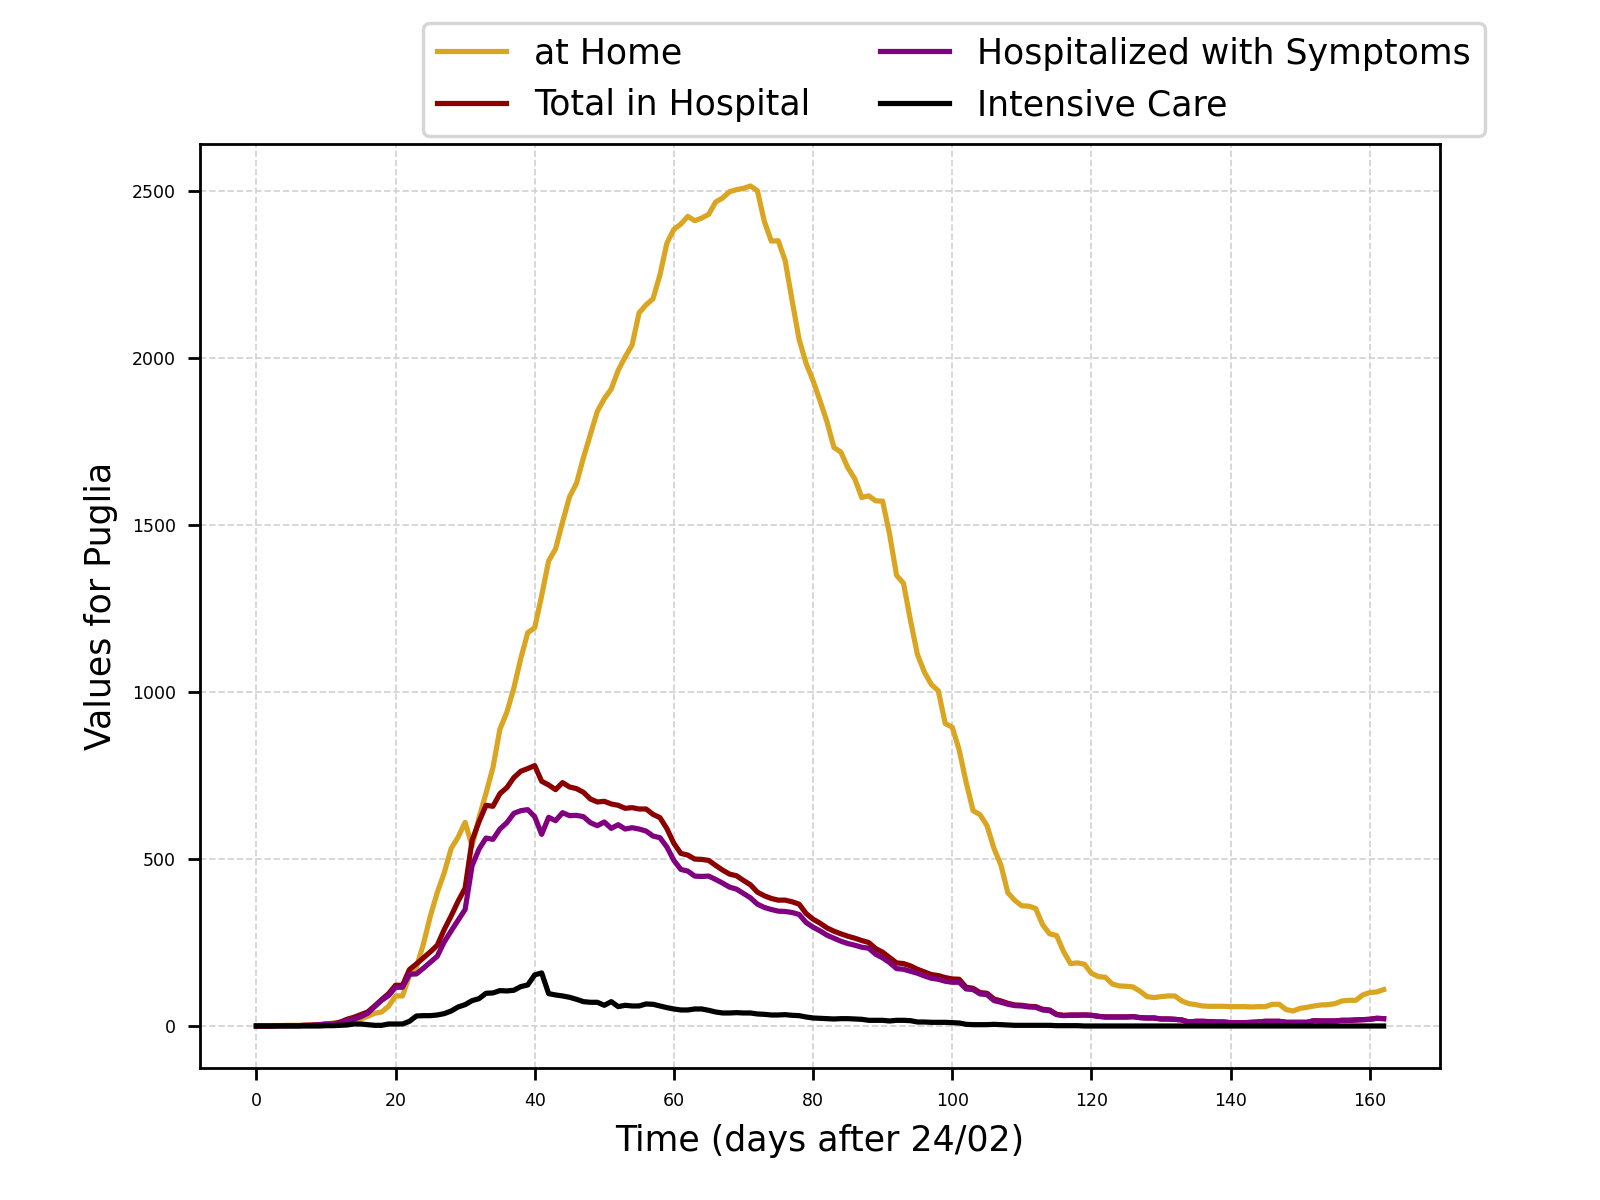 at Home
Total in Hospital
Hospitalized with Symptoms
Intensive Care
Values for Puglia
2500
2000
1500
1000
500
0
0 20 40 60 80 100 120 140 160
Time (days after 24/02)